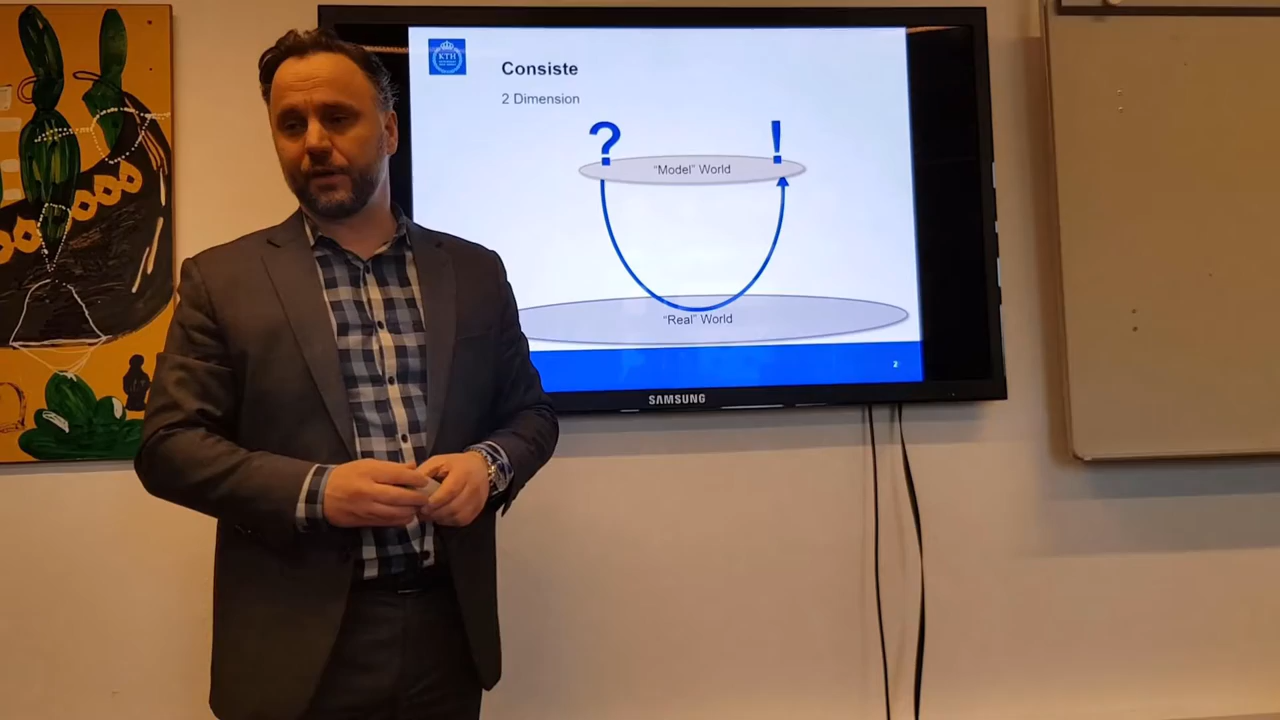 KTH
Consiste
2 Dimension
?
!
“Model” World
“Real” World
2
SAMSUNG